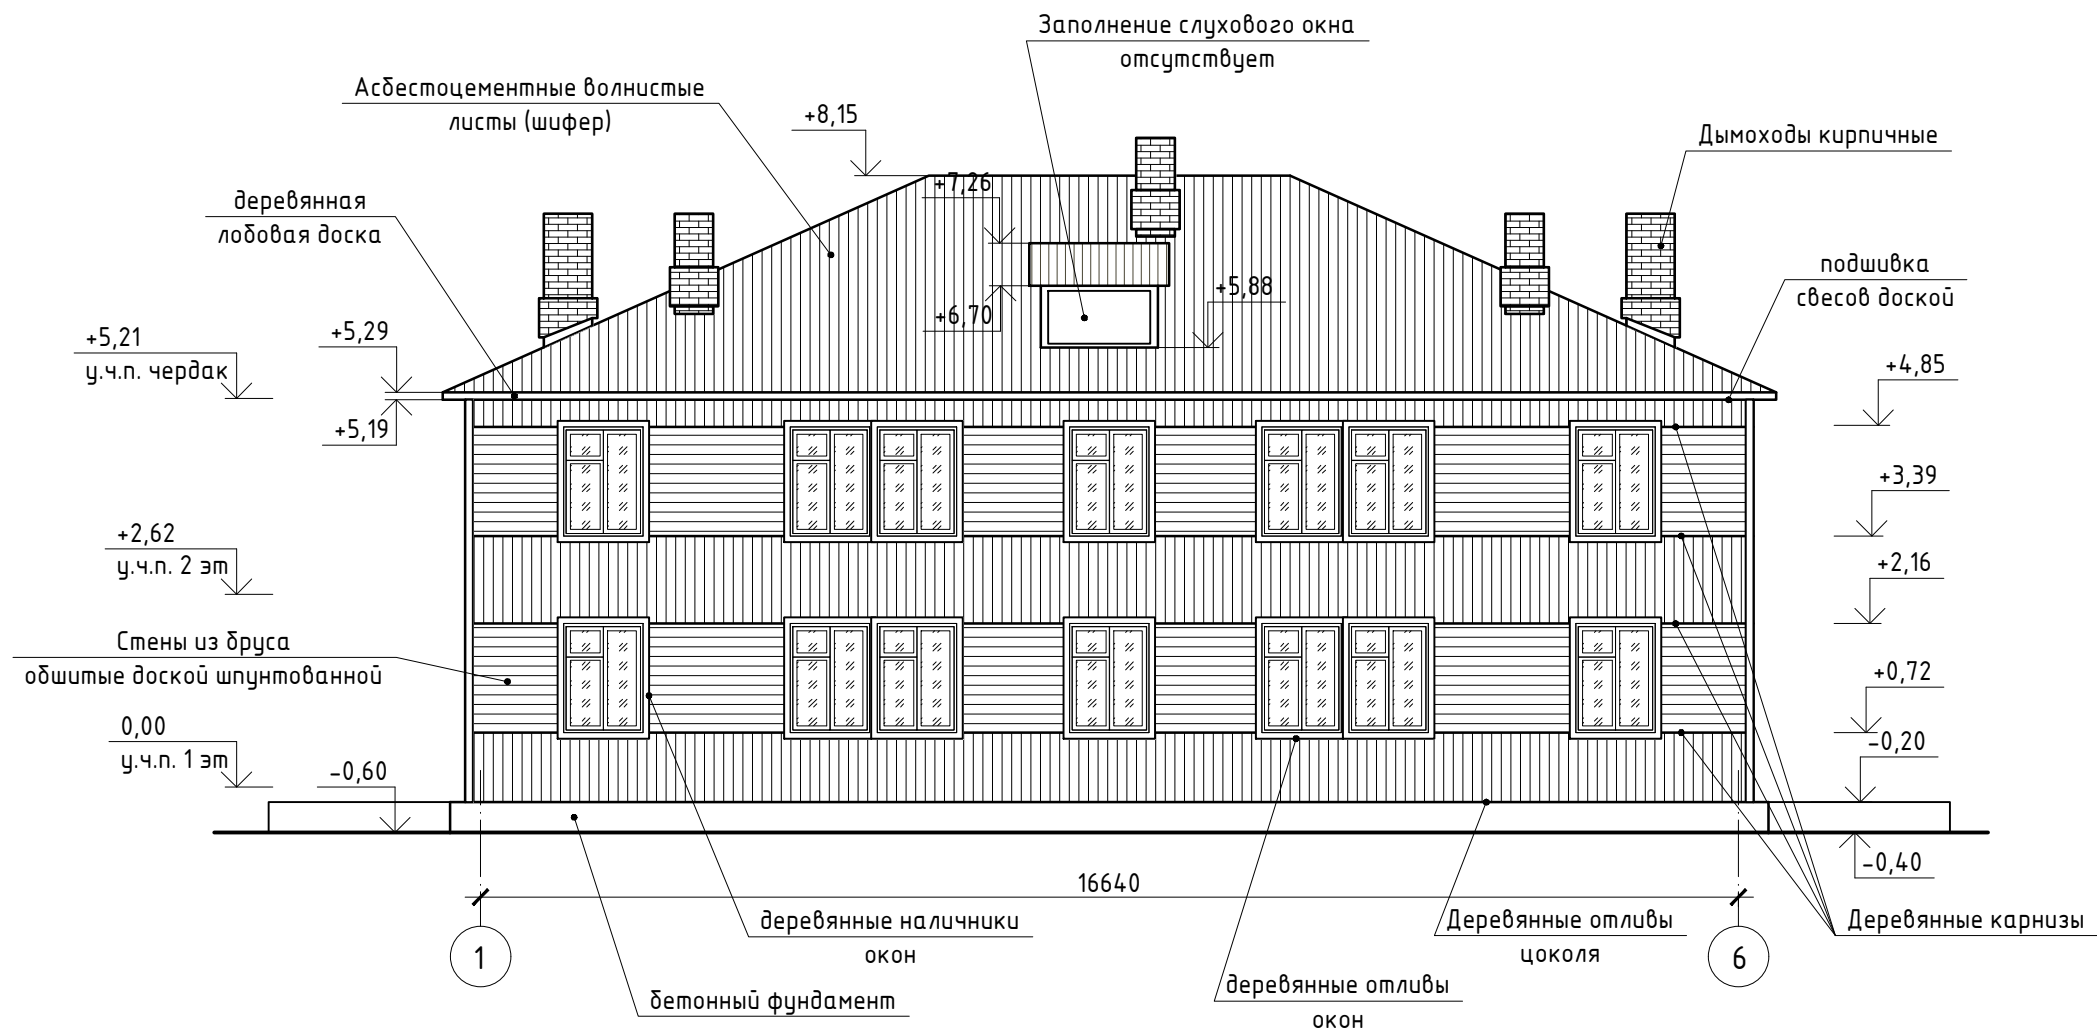 Заполнение слухового окна
отсутствует
Асбестоцементные волнистые
листы (шифер)
+8,15
Дымоходы кирпичные
+7,26
деревянная
лобовая доска
подшивка
свесов доской
+5,88
+6,70
+5,21
у.ч.п. чердак
+5,29
+5,19
+4,85
+3,39
+2,62
у.ч.п. 2 эт
+2,16
Стены из бруса
обшитые доской шпунтованной
+0,72
0,00
у.ч.п. 1 эт
-0,60
-0,20
-0,40
16640
1
6
деревянные наличники
окон
Деревянные отливы
цоколя
Деревянные карнизы
бетонный фундамент
деревянные отливы
окон